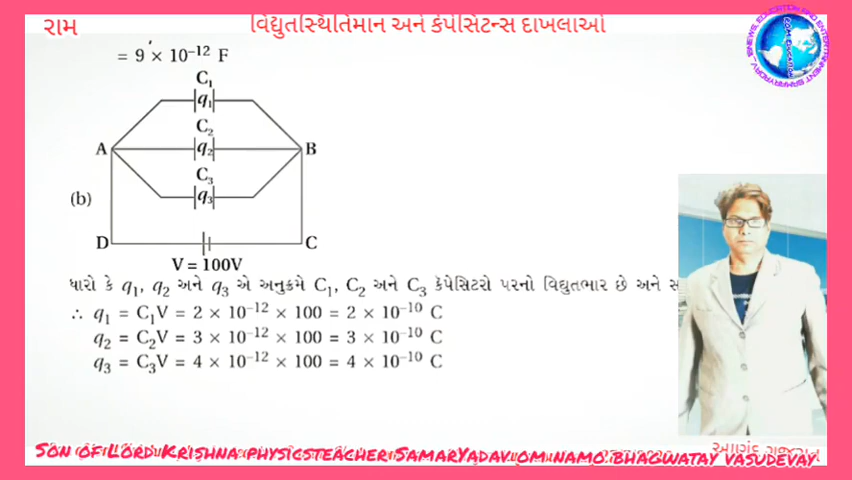 રામ
વિદ્યુતસ્થિતિમાન અને કેપેસિટન્સ દાખલાઓ
= 9 × 10⁻¹² F
C₁
q₁
C₂
A q₂ B
C₃
(b) q₃
D C
V = 100V
ધારો કે q₁, q₂ અને q₃ એ અનુક્રમે C₁, C₂ અને C₃ કેપેસિટરો પરનો વિદ્યુતભાર છે અને
∴ q₁ = C₁V = 2 × 10⁻¹² × 100 = 2 × 10⁻¹⁰ C
q₂ = C₂V = 3 × 10⁻¹² × 100 = 3 × 10⁻¹⁰ C
q₃ = C₃V = 4 × 10⁻¹² × 100 = 4 × 10⁻¹⁰ C
Son of Lord Krishna physicsteacher SamarYadav om namo bhagwatay vasudevay